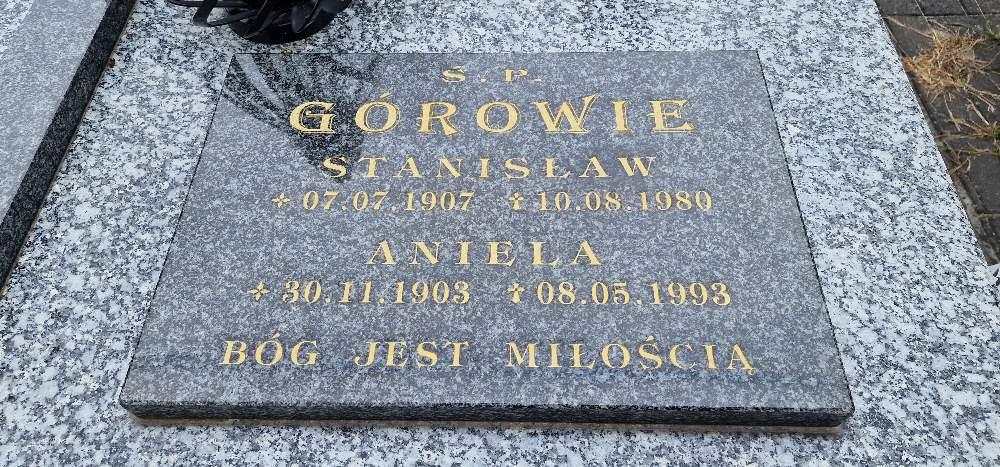 Ś. P.
GÓROWIE
STANISŁAW
✢ 07.07.1907 ✝ 10.08.1980
ANIELA
✢ 30.11.1903 ✝ 08.05.1993
BÓG JEST MIŁOŚCIĄ